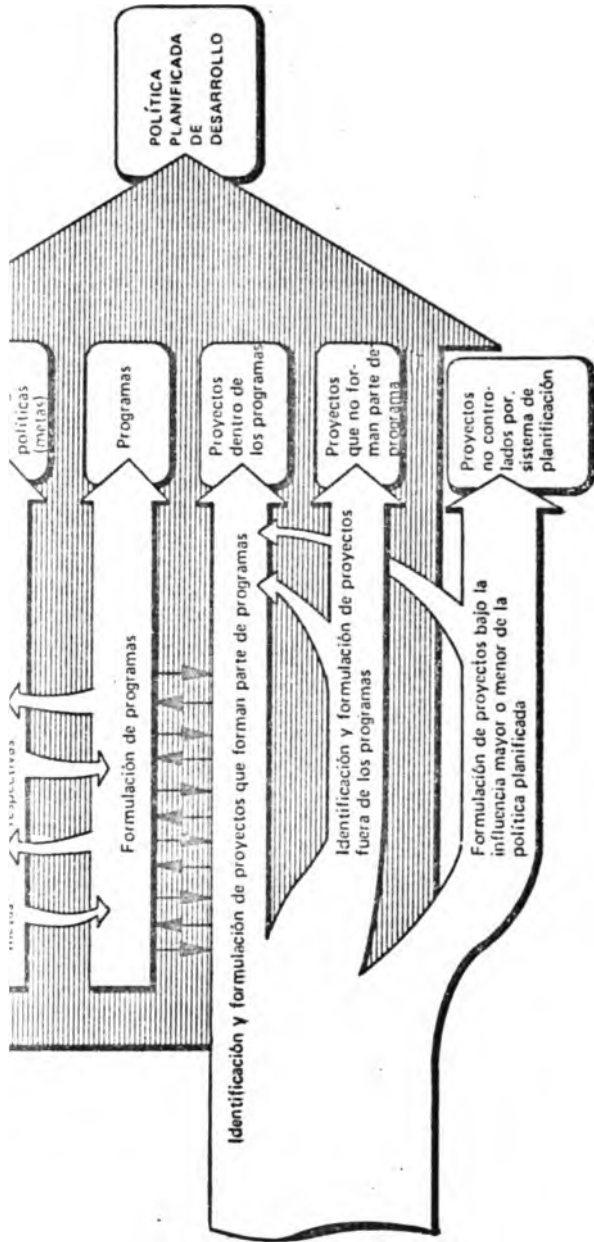 POLÍTICA
PLANIFICADA
DE
DESARROLLO
políticas
(metas)
Programas
Proyectos
dentro de
los programas
Proyectos
que no for-
man parte de
programa
Proyectos
no contro-
lados por.
sistema de
planificación
metas
respectivas
Formulación de programas
Identificación y formulación de proyectos que forman parte de programas
Identificación y formulación de proyectos
fuera de los programas
Formulación de proyectos bajo la
influencia mayor o menor de la
política planificada